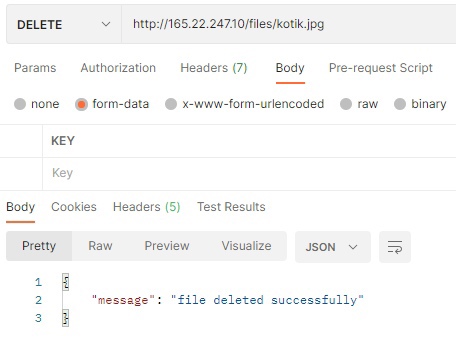 DELETE http://165.22.247.10/files/kotik.jpg
Params Authorization Headers (7) Body Pre-request Script
none form-data x-www-form-urlencoded raw binary
KEY
Key
Body Cookies Headers (5) Test Results
Pretty Raw Preview Visualize JSON
1 {
2 "message": "file deleted successfully"
3 }